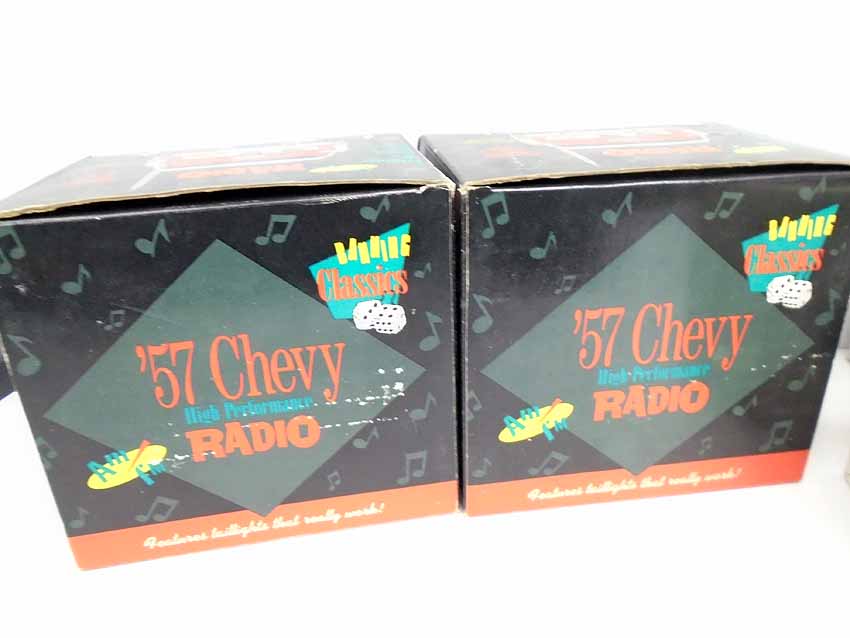 Classics
'57 Chevy
High Performance
RADIO
Am
Fm
Features taillights that really work!
Classics
'57 Chevy
High Performance
RADIO
Am
Fm
Features taillights that really work!